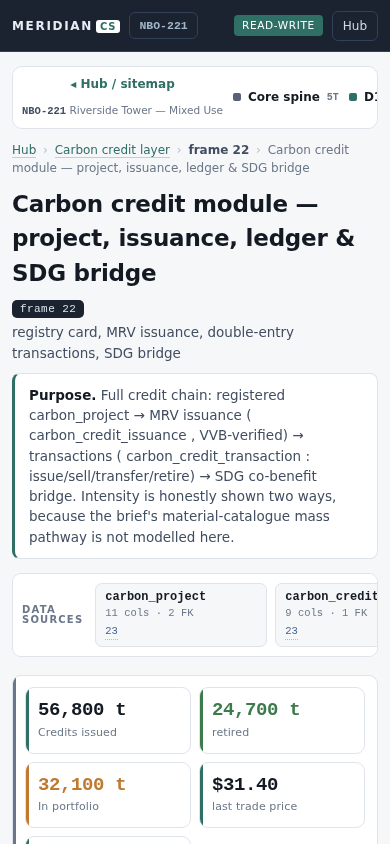 MERIDIAN CS NBO-221 READ-WRITE Hub
◂ Hub / sitemap
NBO-221 Riverside Tower — Mixed Use
Core spine 5T
Hub › Carbon credit layer › frame 22 › Carbon credit
module — project, issuance, ledger & SDG bridge
Carbon credit module —
project, issuance, ledger &
SDG bridge
frame 22
registry card, MRV issuance, double-entry
transactions, SDG bridge
Purpose. Full credit chain: registered
carbon_project → MRV issuance (
carbon_credit_issuance , VVB-verified) →
transactions ( carbon_credit_transaction :
issue/sell/transfer/retire) → SDG co-benefit
bridge. Intensity is honestly shown two ways,
because the brief's material-catalogue mass
pathway is not modelled here.
DATA
SOURCES
carbon_project
11 cols · 2 FK
23
carbon_credit
9 cols · 1 FK
23
56,800 t
Credits issued
24,700 t
retired
32,100 t
In portfolio
$31.40
last trade price